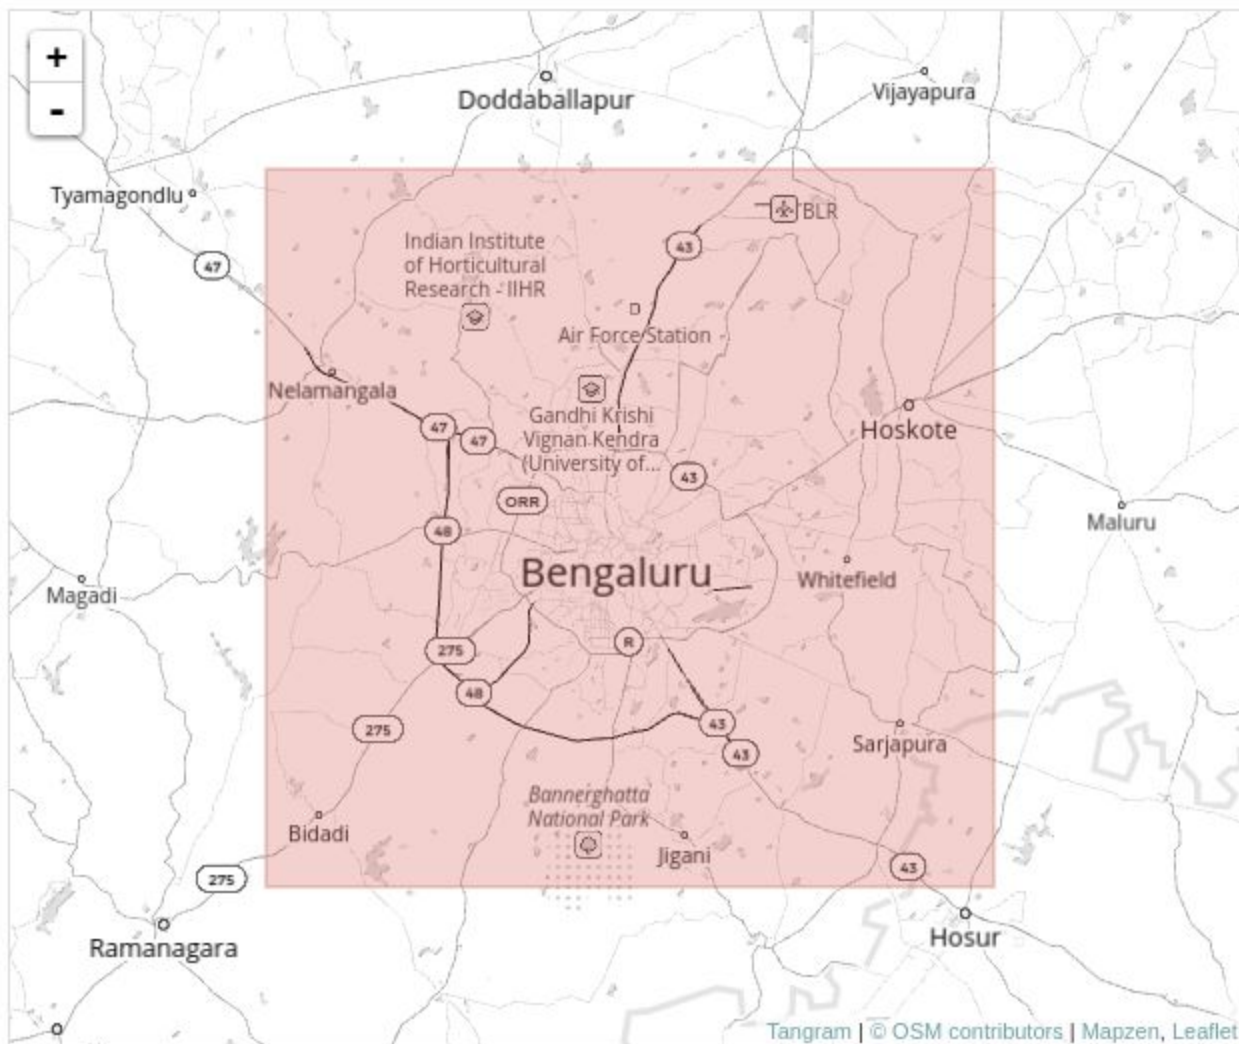 +
-
Doddaballapur
Vijayapura
Tyamagondlu
BLR
Indian Institute
of Horticultural
Research - IIHR
43
47
Air Force Station
Nelamangala
Gandhi Krishi
Vignan Kendra
(University of...
Hoskote
47
47
43
ORR
Maluru
48
Bengaluru
Whitefield
Magadi
R
275
48
275
43
Sarjapura
43
Bannerghatta
National Park
Bidadi
Jigani
43
275
Ramanagara
Hosur
Tangram | © OSM contributors | Mapzen, Leaflet